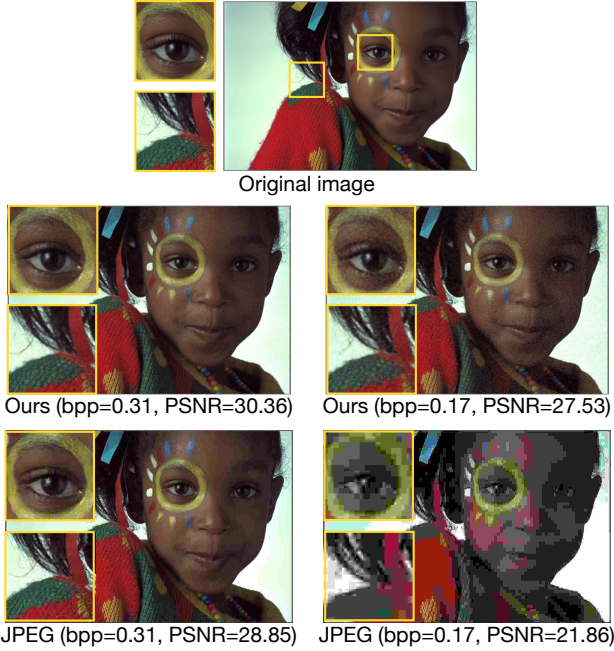 Original image
Ours (bpp=0.31, PSNR=30.36)
Ours (bpp=0.17, PSNR=27.53)
JPEG (bpp=0.31, PSNR=28.85)
JPEG (bpp=0.17, PSNR=21.86)